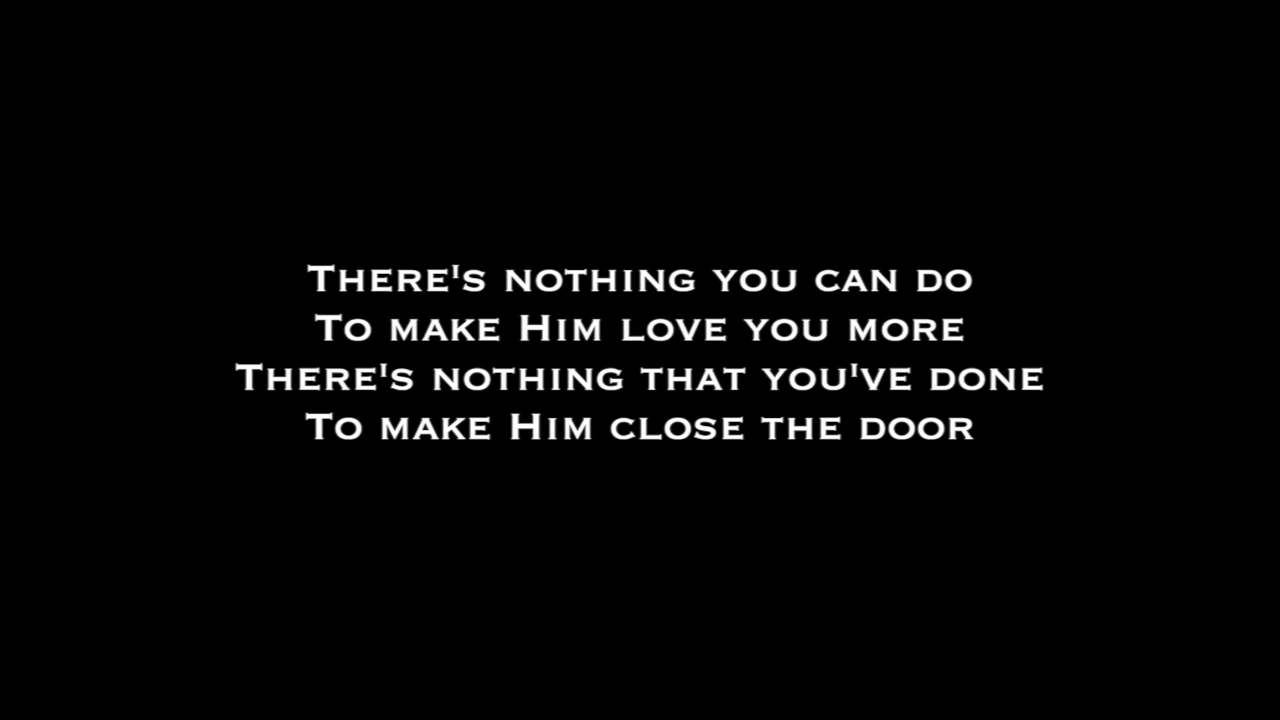 There's nothing you can do
To make Him love you more
There's nothing that you've done
To make Him close the door